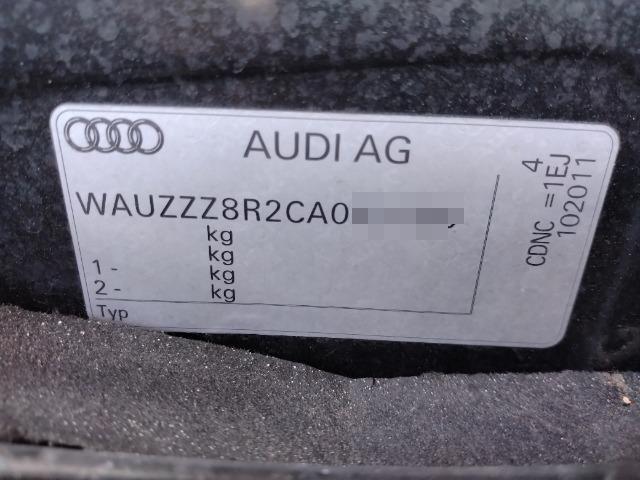 AUDI AG
WAUZZZ8R2CA0
kg
kg
1 - kg
2 - kg
Typ
4
CDNC =1EJ
102011